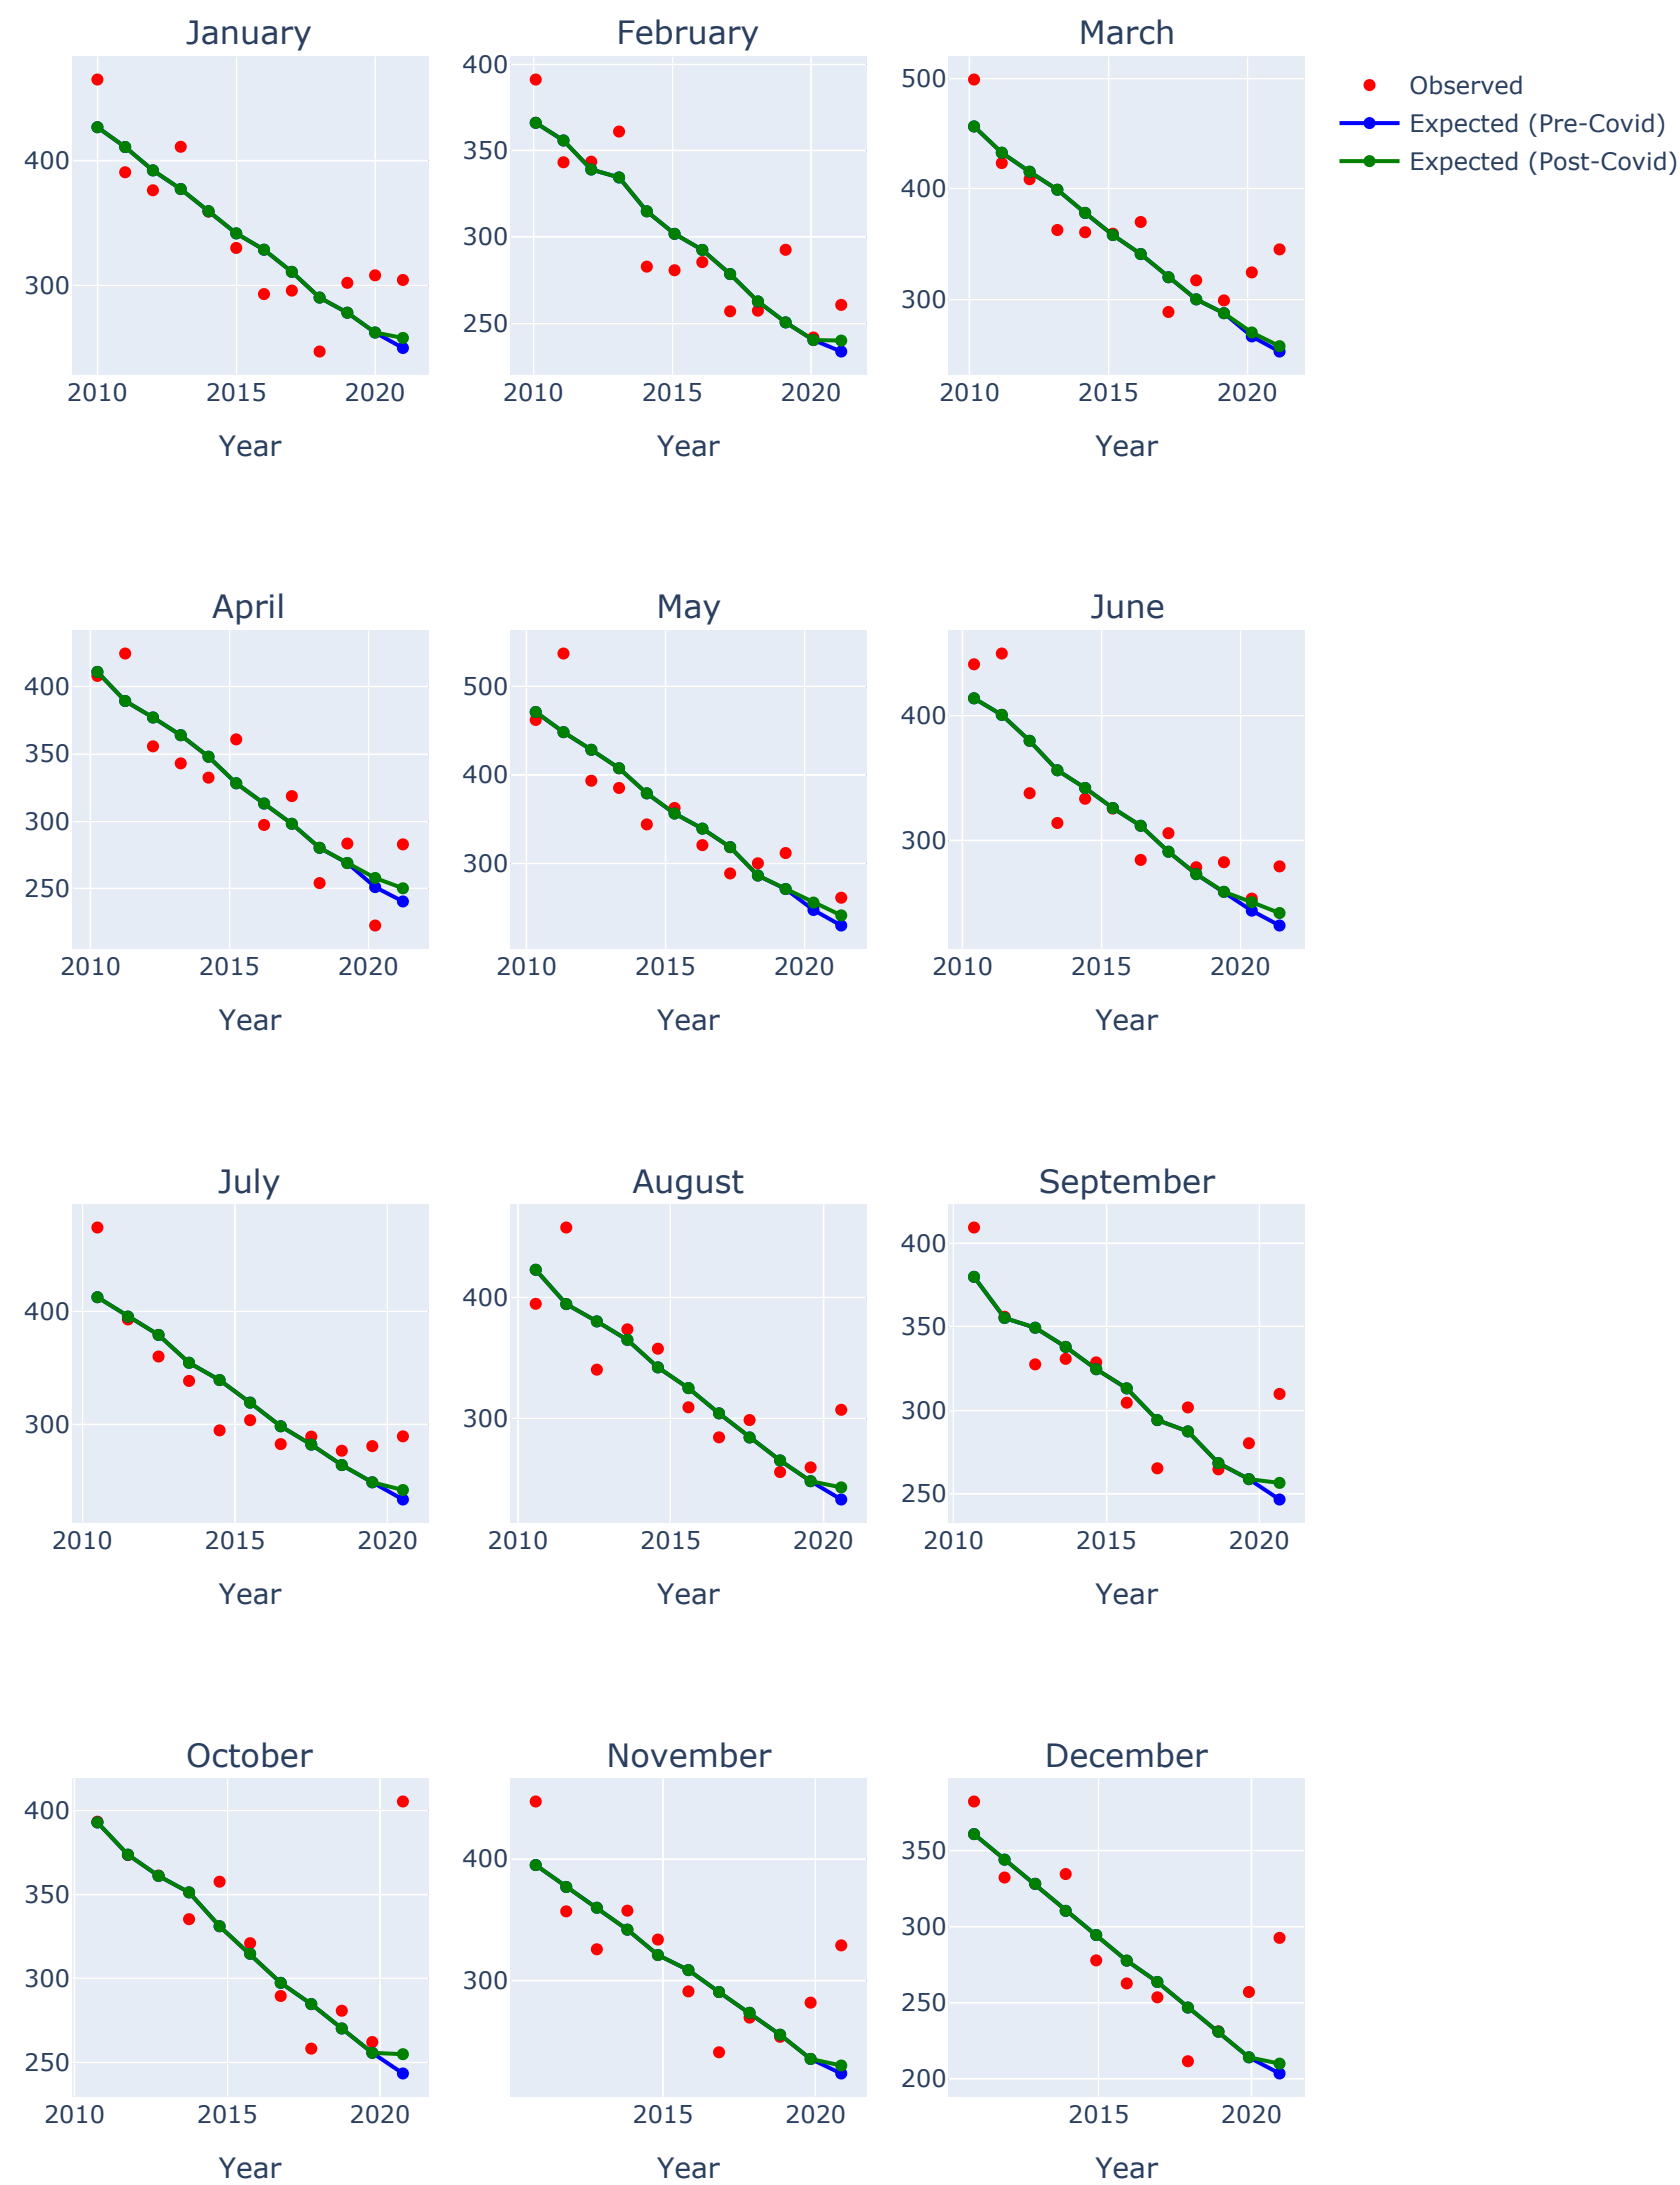 January
February
March
400
300
2010
2015
2020
Year
400
350
300
250
2010
2015
2020
Year
500
400
300
2010
2015
2020
Year
Observed
Expected (Pre-Covid)
Expected (Post-Covid)
April
May
June
400
350
300
250
2010
2015
2020
Year
500
400
300
2010
2015
2020
Year
400
300
2010
2015
2020
Year
July
August
September
400
300
2010
2015
2020
Year
400
300
2010
2015
2020
Year
400
350
300
250
2010
2015
2020
Year
October
November
December
400
350
300
250
2010
2015
2020
Year
400
300
2015
2020
Year
350
300
250
200
2015
2020
Year